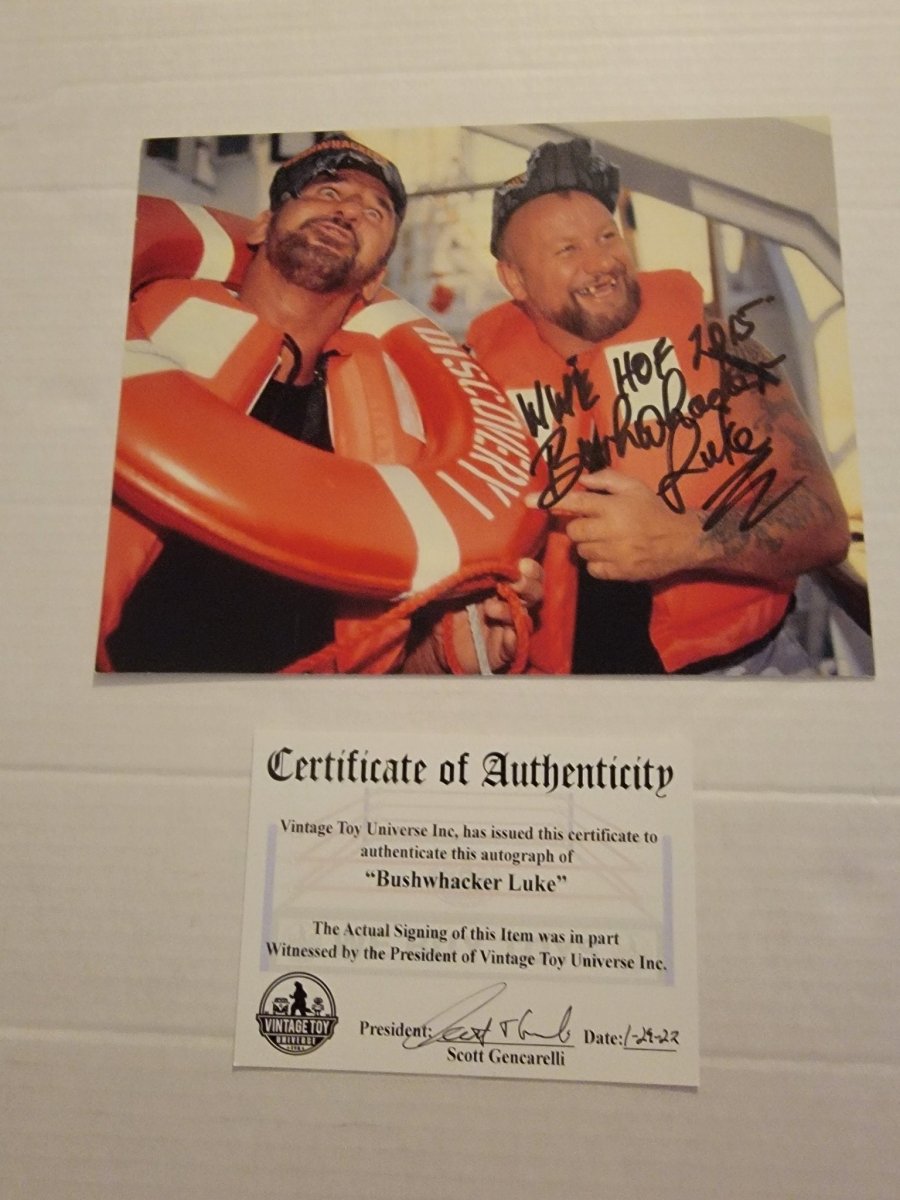 BUSHWHACKERS
DISCOVERY I
WWE HOF 2015
Bushwhacker
Luke
Certificate of Authenticity
Vintage Toy Universe Inc, has issued this certificate to
authenticate this autograph of
“Bushwhacker Luke”
The Actual Signing of this Item was in part
Witnessed by the President of Vintage Toy Universe Inc.
VINTAGE TOY
UNIVERSE
President:
Date: 1-29-22
Scott Gencarelli